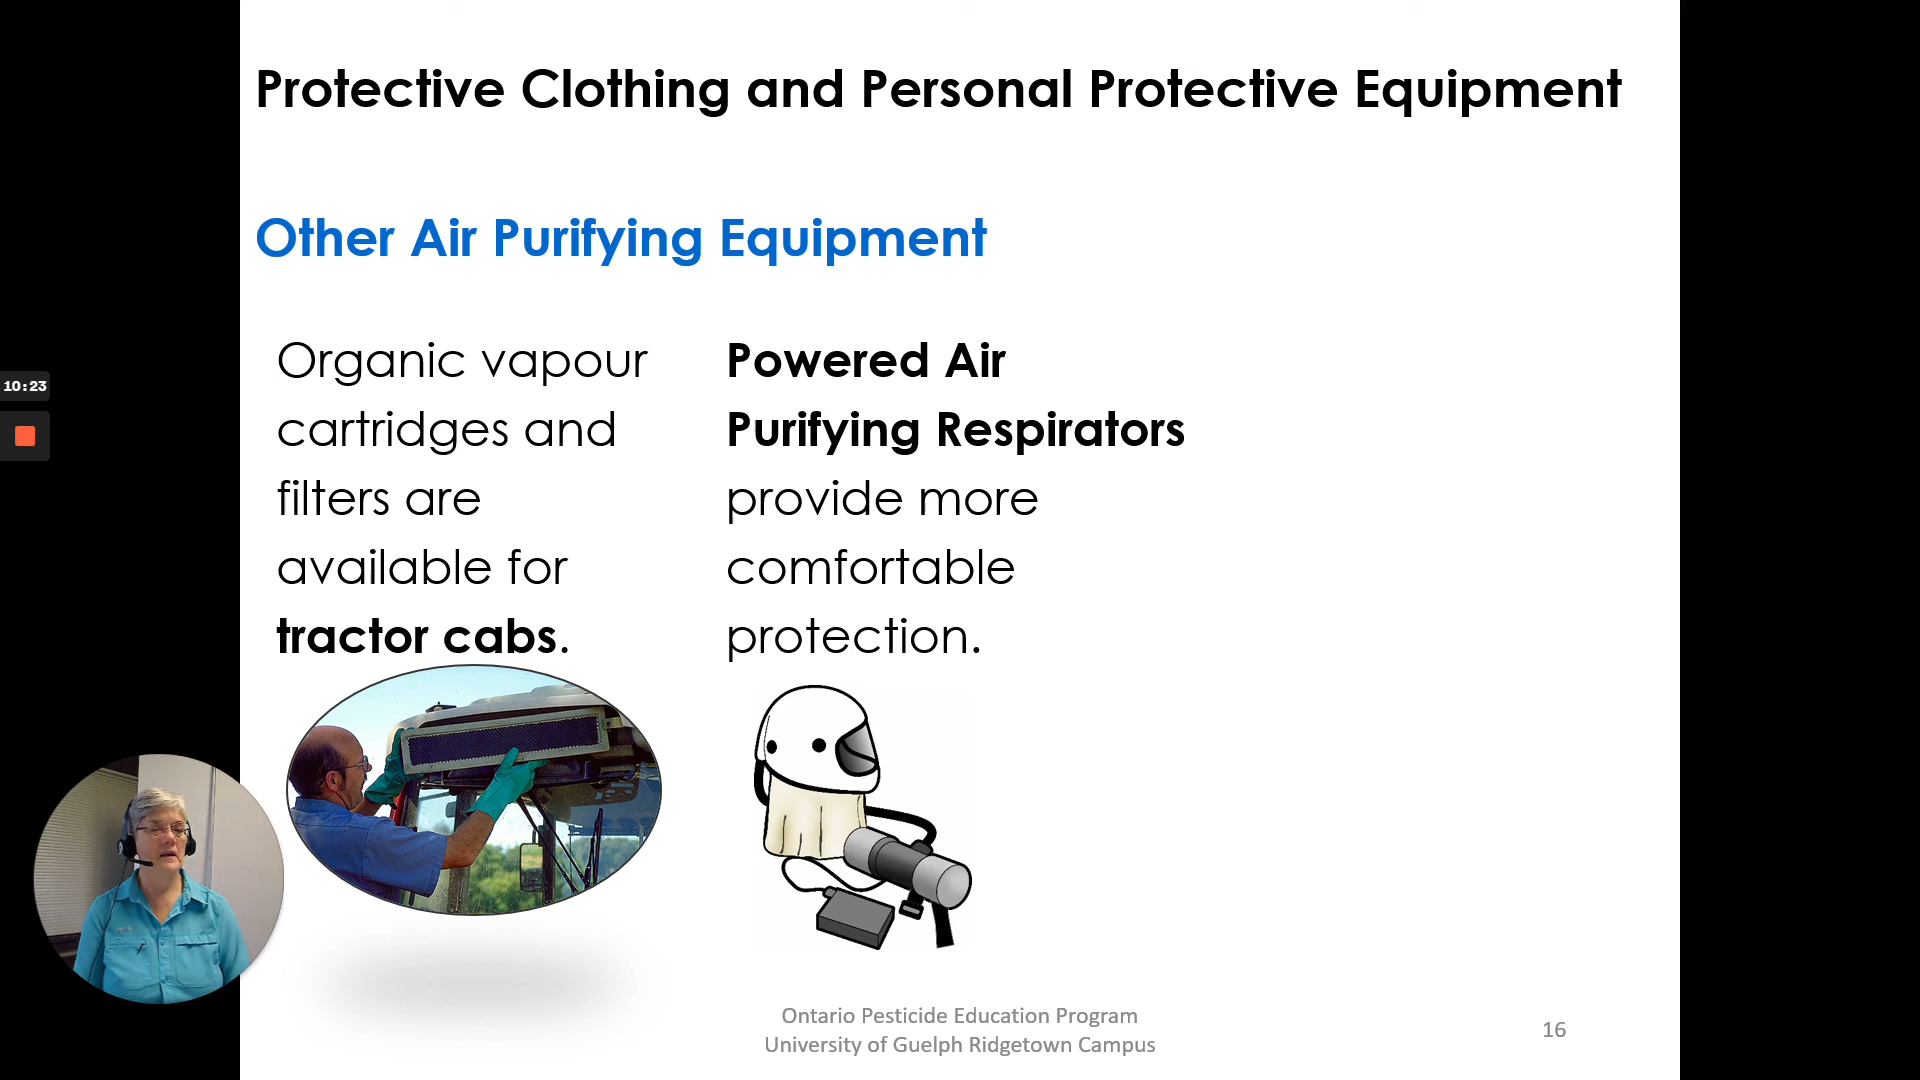 Protective Clothing and Personal Protective Equipment
Other Air Purifying Equipment
Organic vapour
cartridges and
filters are
available for
tractor cabs.
Powered Air
Purifying Respirators
provide more
comfortable
protection.
10:23
Ontario Pesticide Education Program
University of Guelph Ridgetown Campus
16